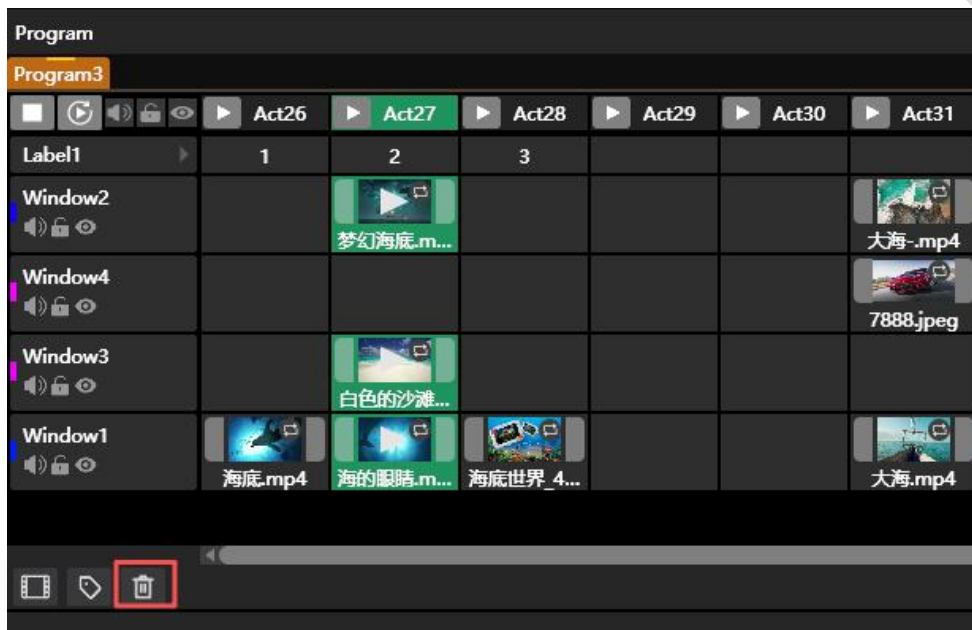 Program
Program3
Act26 Act27 Act28 Act29 Act30 Act31
Label1 1 2 3
Window2
梦幻海底.m... 大海-.mp4
Window4
7888.jpeg
Window3
白色的沙滩...
Window1
海底.mp4 海的眼睛.m... 海底世界_4... 大海.mp4